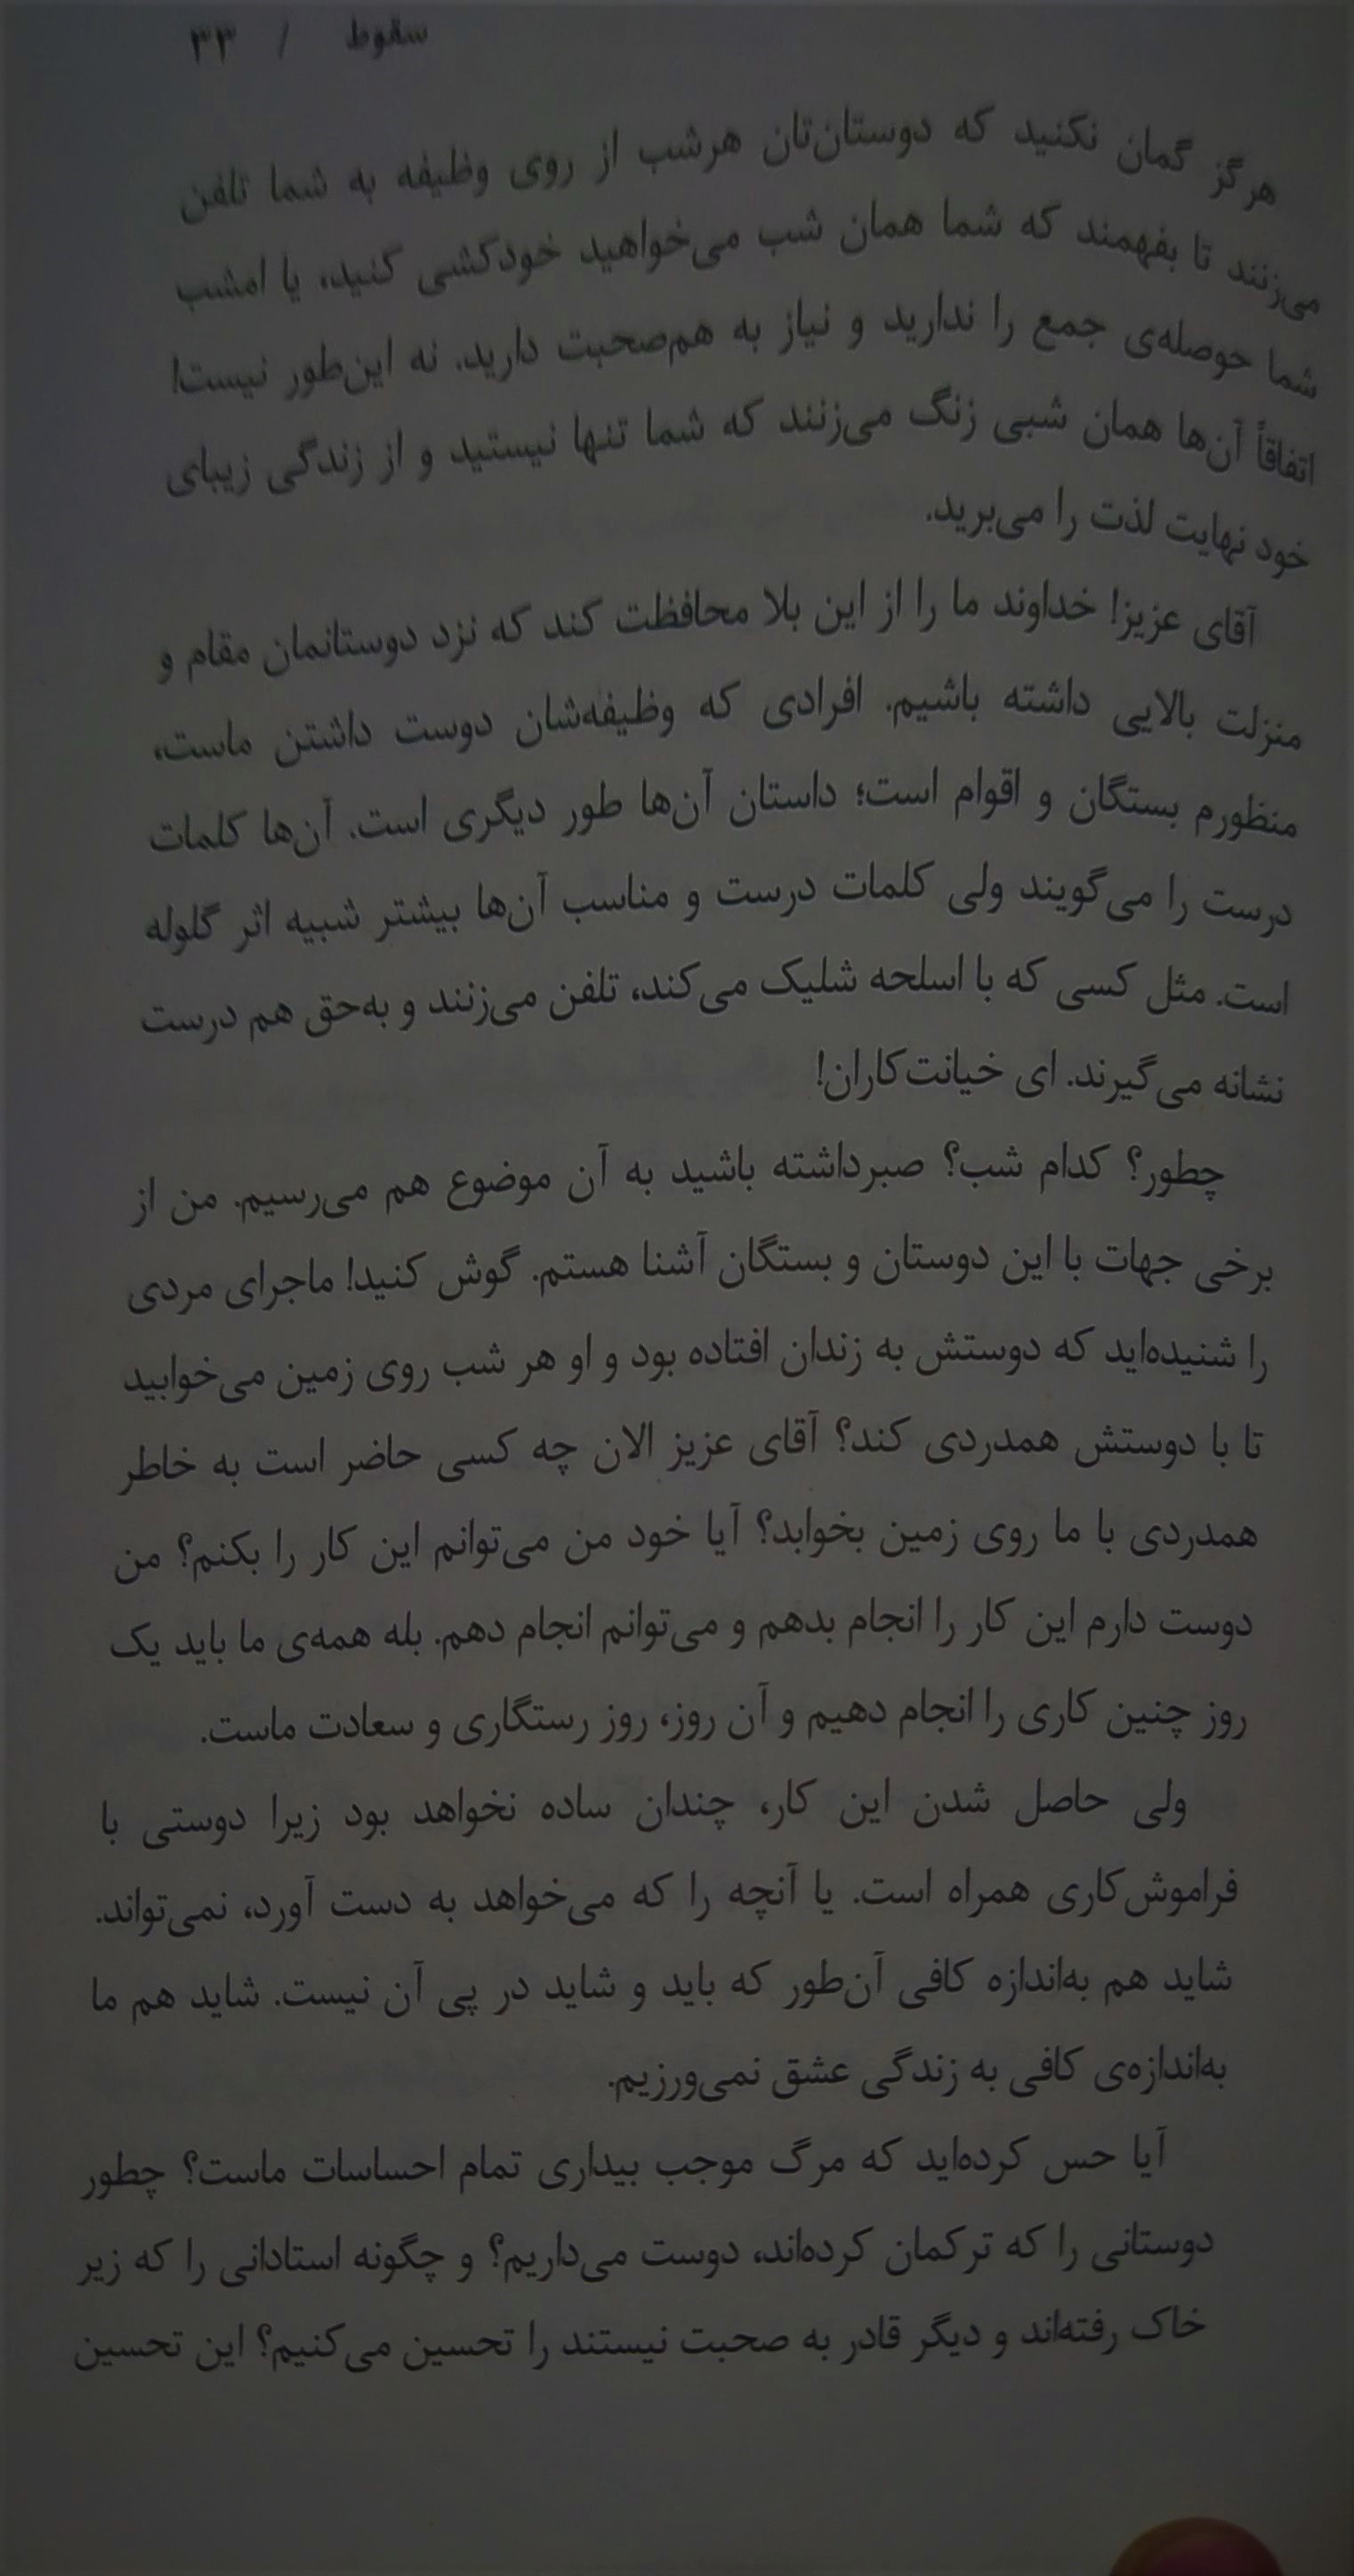 سقوط / ۳۳
هرگز گمان نکنید که دوستان‌تان هرشب از روی وظیفه به شما تلفن
می‌زنند تا بفهمند که شما همان شب می‌خواهید خودکشی کنید، یا امشب
شما حوصله‌ی جمع را ندارید و نیاز به هم‌صحبت دارید. نه این‌طور نیست!
اتفاقاً آن‌ها همان شبی زنگ می‌زنند که شما تنها نیستید و از زندگی زیبای
خود نهایت لذت را می‌برید.
آقای عزیز! خداوند ما را از این بلا محافظت کند که نزد دوستانمان مقام و
منزلت بالایی داشته باشیم. افرادی که وظیفه‌شان دوست داشتن ماست،
منظورم بستگان و اقوام است؛ داستان آن‌ها طور دیگری است. آن‌ها کلمات
درست را می‌گویند ولی کلمات درست و مناسب آن‌ها بیشتر شبیه اثر گلوله
است. مثل کسی که با اسلحه شلیک می‌کند، تلفن می‌زنند و به‌حق هم درست
نشانه می‌گیرند. ای خیانت‌کاران!
چطور؟ کدام شب؟ صبرداشته باشید به آن موضوع هم می‌رسیم. من از
برخی جهات با این دوستان و بستگان آشنا هستم. گوش کنید! ماجرای مردی
را شنیده‌اید که دوستش به زندان افتاده بود و او هر شب روی زمین می‌خوابید
تا با دوستش همدردی کند؟ آقای عزیز الان چه کسی حاضر است به خاطر
همدردی با ما روی زمین بخوابد؟ آیا خود من می‌توانم این کار را بکنم؟ من
دوست دارم این کار را انجام بدهم و می‌توانم انجام دهم. بله همه‌ی ما باید یک
روز چنین کاری را انجام دهیم و آن روز، روز رستگاری و سعادت ماست.
ولی حاصل شدن این کار، چندان ساده نخواهد بود زیرا دوستی با
فراموش‌کاری همراه است. یا آنچه را که می‌خواهد به دست آورد، نمی‌تواند.
شاید هم به‌اندازه کافی آن‌طور که باید و شاید در پی آن نیست. شاید هم ما
به‌اندازه‌ی کافی به زندگی عشق نمی‌ورزیم.
آیا حس کرده‌اید که مرگ موجب بیداری تمام احساسات ماست؟ چطور
دوستانی را که ترکمان کرده‌اند، دوست می‌داریم؟ و چگونه استادانی را که زیر
خاک رفته‌اند و دیگر قادر به صحبت نیستند را تحسین می‌کنیم؟ این تحسین